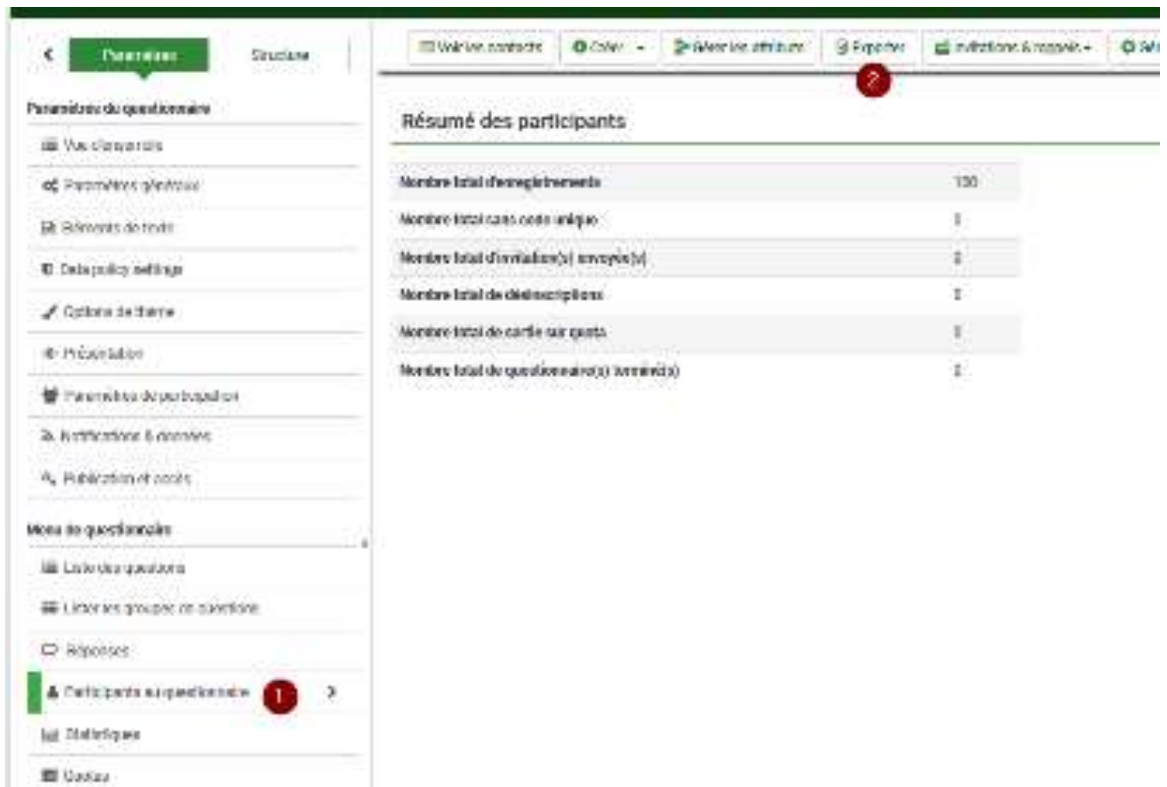 Paramètres Structure
Voir les contacts Créer Gérer les attributs Exporter Invitations & rappels
2
Paramètres du questionnaire
Vue d'ensemble
Paramètres généraux
Éléments de texte
Data policy settings
Options de thème
Présentation
Paramètres de participation
Notifications & données
Publication et accès
Menu de questionnaire
Liste des questions
Lister les groupes de questions
Réponses
Participants au questionnaire 1
Statistiques
Quotas
Résumé des participants
Nombre total d'enregistrements
Nombre total sans code unique
Nombre total d'invitation(s) envoyée(s)
Nombre total de désinscriptions
Nombre total de sortie sur quota
Nombre total de questionnaire(s) terminé(s)